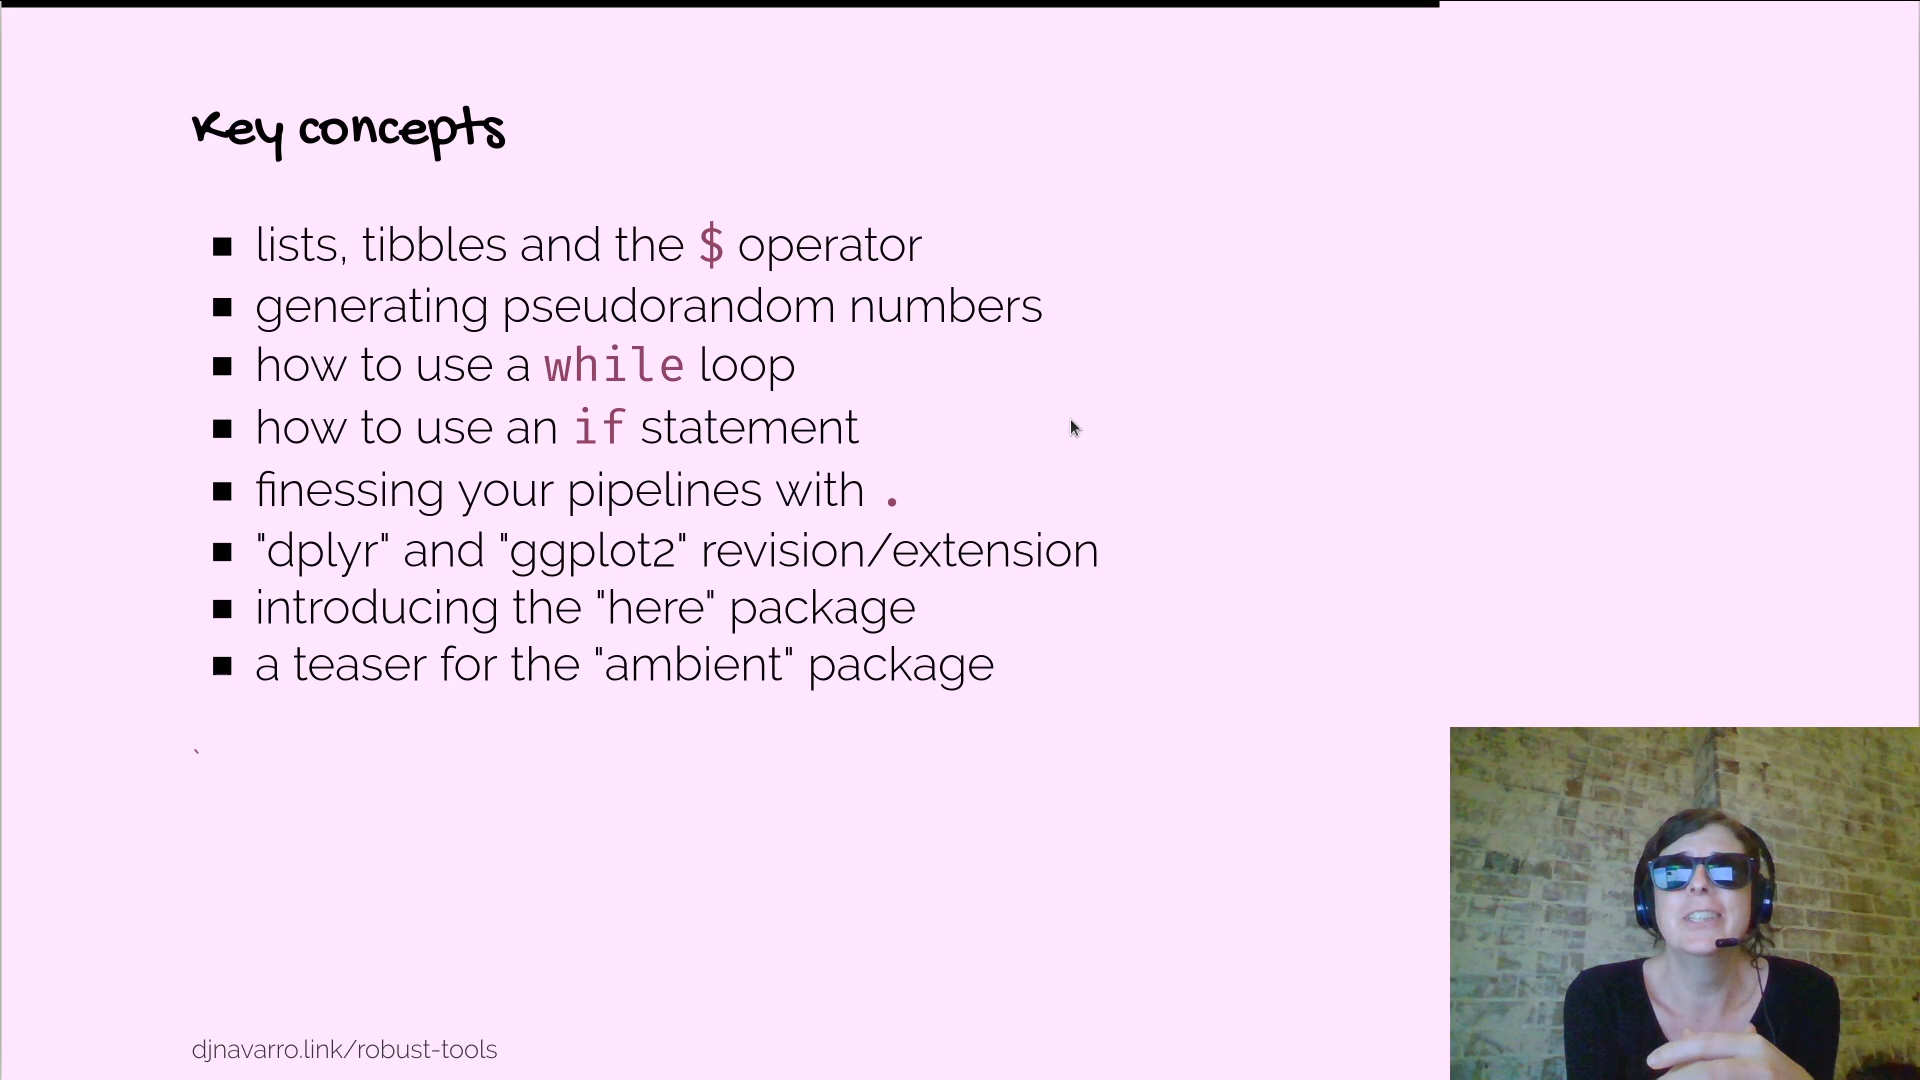 Key concepts
lists, tibbles and the $ operator
generating pseudorandom numbers
how to use a while loop
how to use an if statement
finessing your pipelines with .
"dplyr" and "ggplot2" revision/extension
introducing the "here" package
a teaser for the "ambient" package
`
djnavarro.link/robust-tools